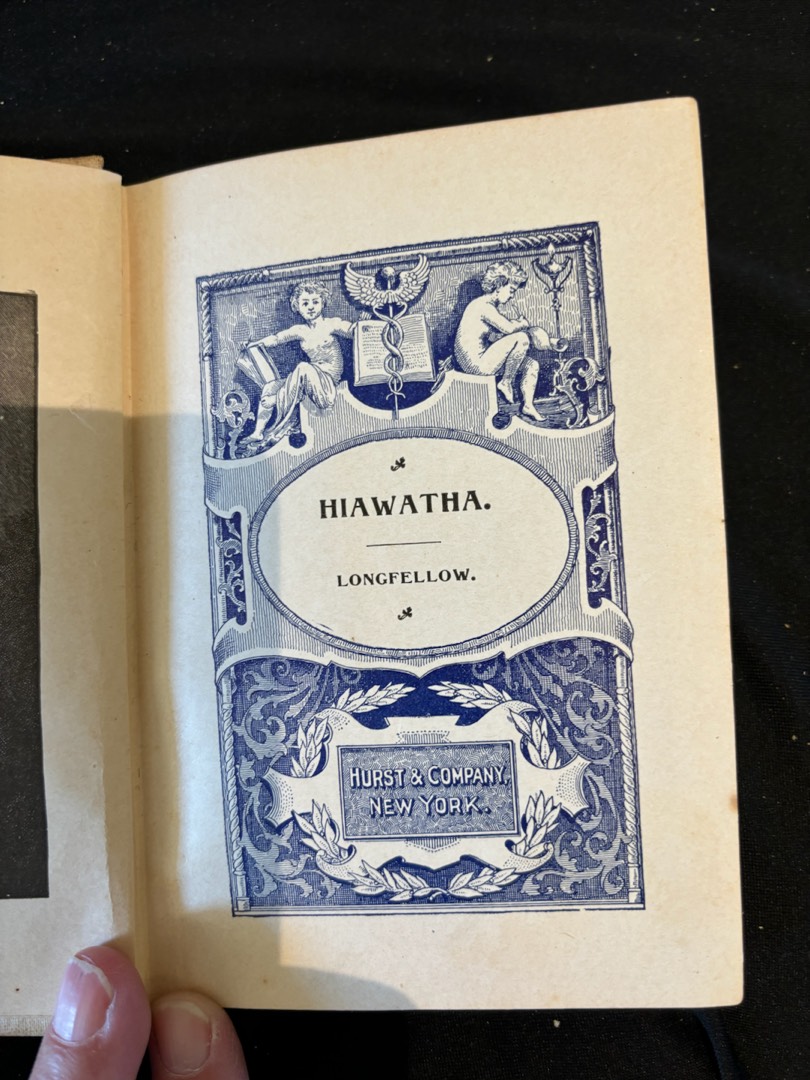 HIAWATHA.
LONGFELLOW.
HURST & COMPANY,
NEW YORK.